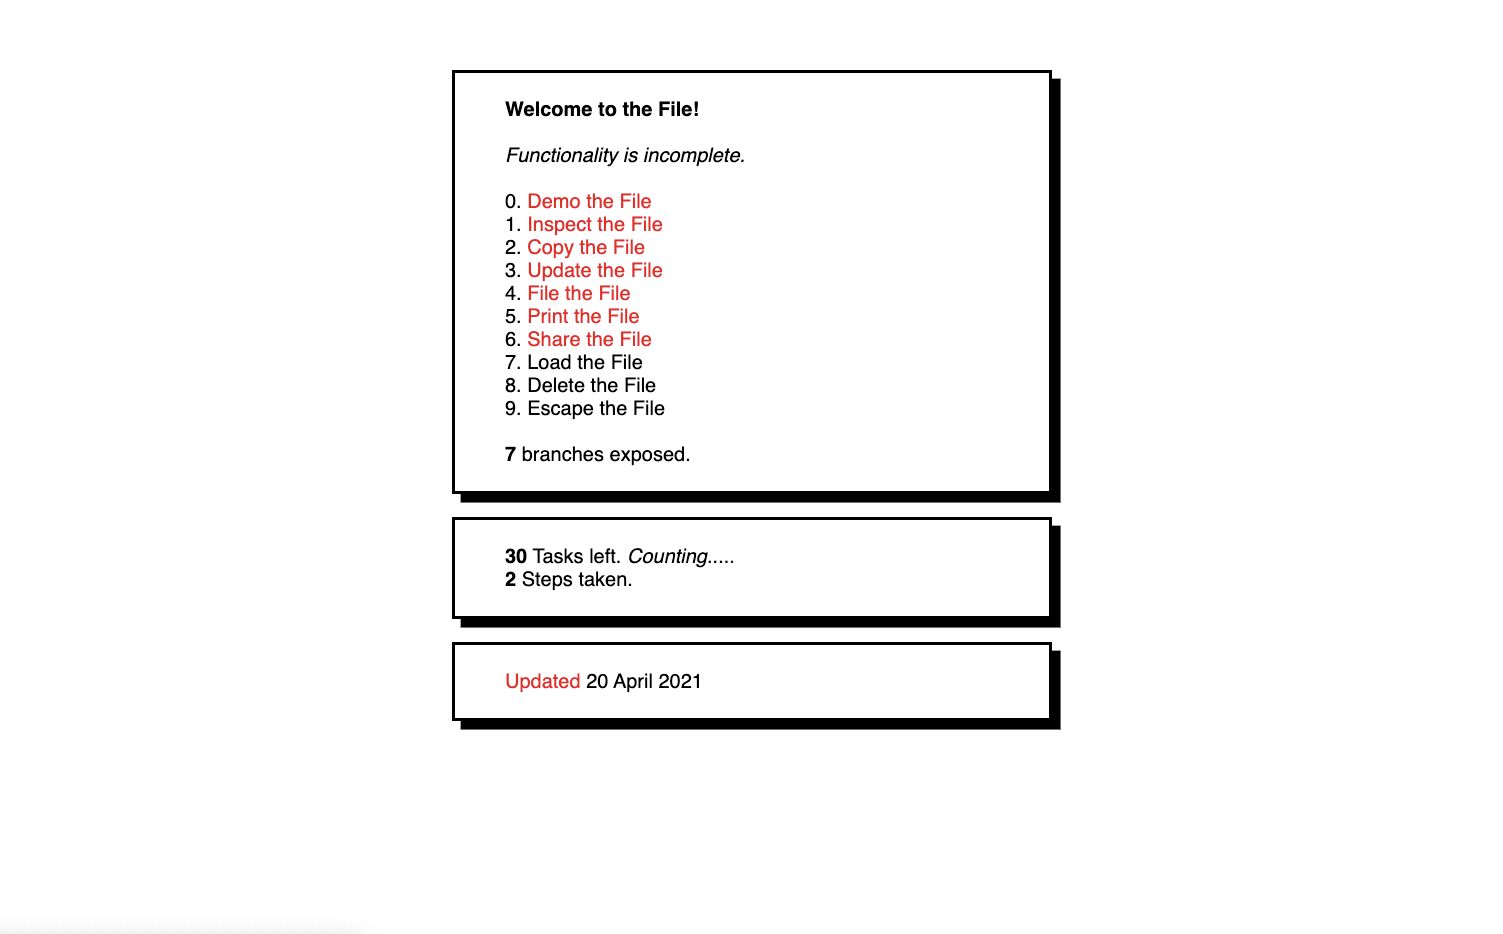 Welcome to the File!
Functionality is incomplete.
0. Demo the File
1. Inspect the File
2. Copy the File
3. Update the File
4. File the File
5. Print the File
6. Share the File
7. Load the File
8. Delete the File
9. Escape the File
7 branches exposed.
30 Tasks left. Counting.....
2 Steps taken.
Updated 20 April 2021